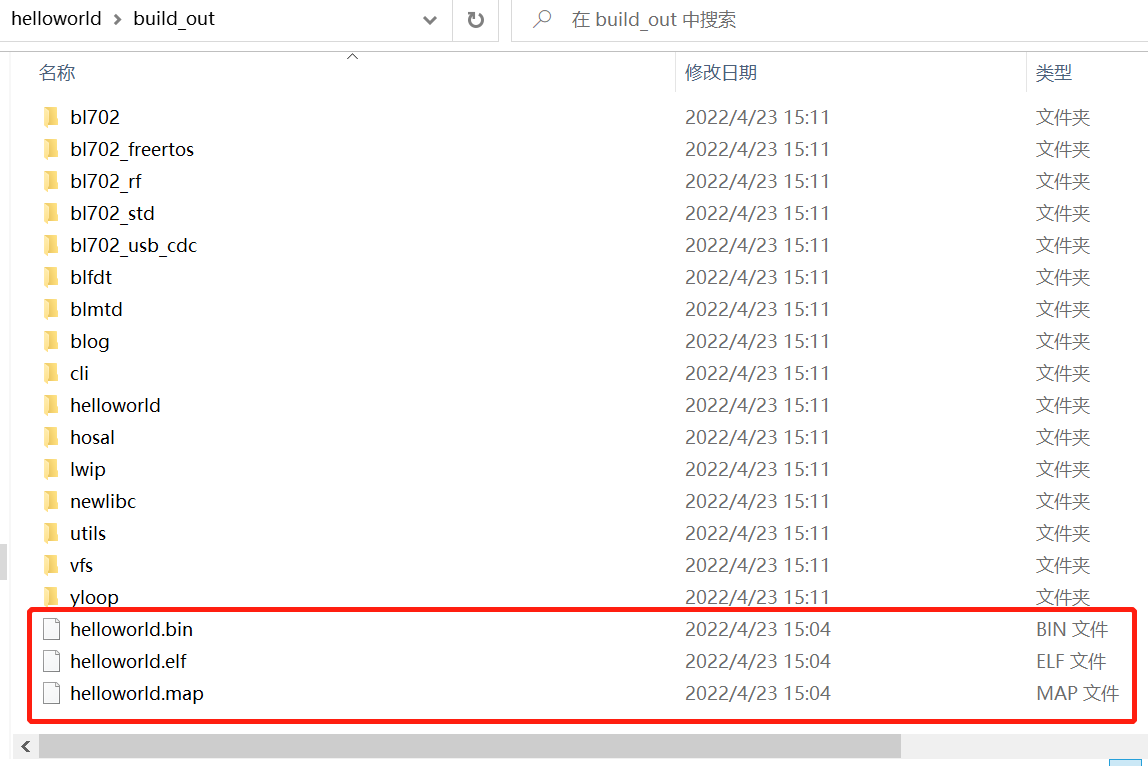 helloworld > build_out 在 build_out 中搜索
名称 修改日期 类型
bl702 2022/4/23 15:11 文件夹
bl702_freertos 2022/4/23 15:11 文件夹
bl702_rf 2022/4/23 15:11 文件夹
bl702_std 2022/4/23 15:11 文件夹
bl702_usb_cdc 2022/4/23 15:11 文件夹
blfdt 2022/4/23 15:11 文件夹
blmtd 2022/4/23 15:11 文件夹
blog 2022/4/23 15:11 文件夹
cli 2022/4/23 15:11 文件夹
helloworld 2022/4/23 15:11 文件夹
hosal 2022/4/23 15:11 文件夹
lwip 2022/4/23 15:11 文件夹
newlibc 2022/4/23 15:11 文件夹
utils 2022/4/23 15:11 文件夹
vfs 2022/4/23 15:11 文件夹
yloop 2022/4/23 15:11 文件夹
helloworld.bin 2022/4/23 15:04 BIN 文件
helloworld.elf 2022/4/23 15:04 ELF 文件
helloworld.map 2022/4/23 15:04 MAP 文件